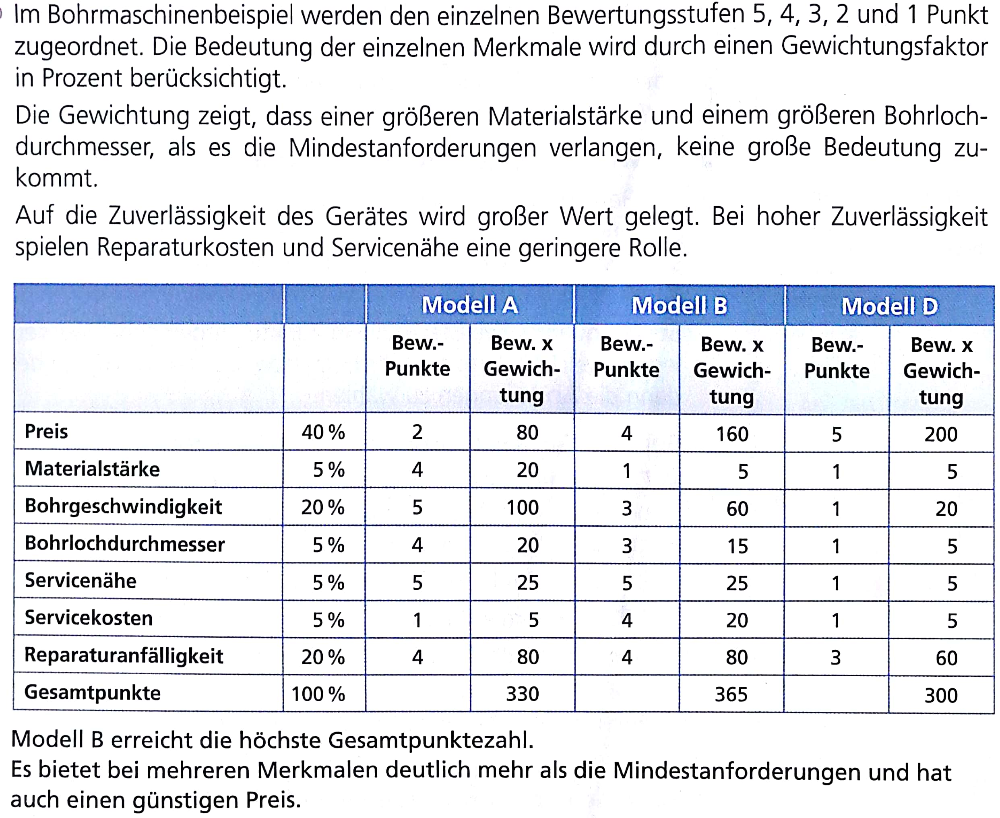 Im Bohrmaschinenbeispiel werden den einzelnen Bewertungsstufen 5, 4, 3, 2 und 1 Punkt
zugeordnet. Die Bedeutung der einzelnen Merkmale wird durch einen Gewichtungsfaktor
in Prozent berücksichtigt.
Die Gewichtung zeigt, dass einer größeren Materialstärke und einem größeren Bohrloch-
durchmesser, als es die Mindestanforderungen verlangen, keine große Bedeutung zu-
kommt.
Auf die Zuverlässigkeit des Gerätes wird großer Wert gelegt. Bei hoher Zuverlässigkeit
spielen Reparaturkosten und Servicenähe eine geringere Rolle.
Modell A Modell B Modell D
Bew.- Bew. x Bew.- Bew. x Bew.- Bew. x
Punkte Gewich- Punkte Gewich- Punkte Gewich-
tung tung tung
Preis 40 % 2 80 4 160 5 200
Materialstärke 5 % 4 20 1 5 1 5
Bohrgeschwindigkeit 20 % 5 100 3 60 1 20
Bohrlochdurchmesser 5 % 4 20 3 15 1 5
Servicenähe 5 % 5 25 5 25 1 5
Servicekosten 5 % 1 5 4 20 1 5
Reparaturanfälligkeit 20 % 4 80 4 80 3 60
Gesamtpunkte 100 % 330 365 300
Modell B erreicht die höchste Gesamtpunktezahl.
Es bietet bei mehreren Merkmalen deutlich mehr als die Mindestanforderungen und hat
auch einen günstigen Preis.